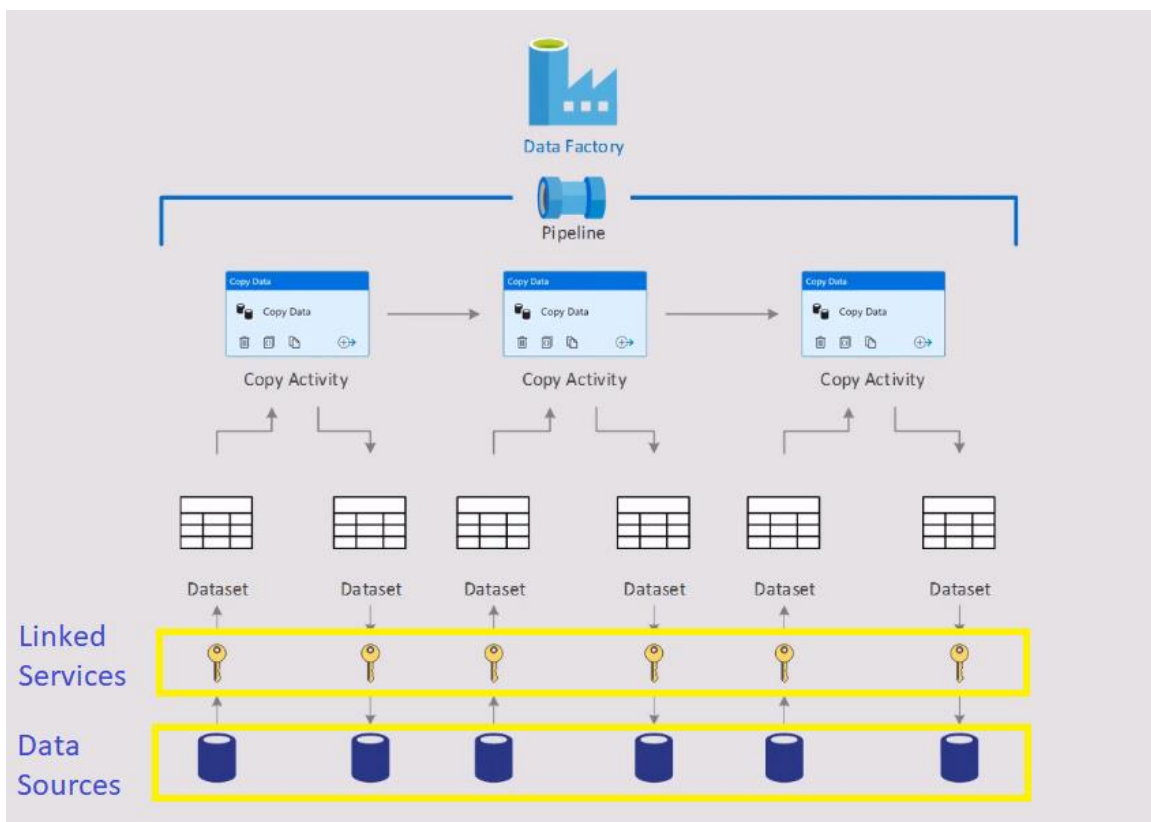 Data Factory
Pipeline
Copy Data
Copy Data
Copy Data
Copy Data
Copy Data
Copy Data
Copy Activity
Copy Activity
Copy Activity
Dataset
Dataset
Dataset
Dataset
Dataset
Dataset
Linked
Services
Data
Sources